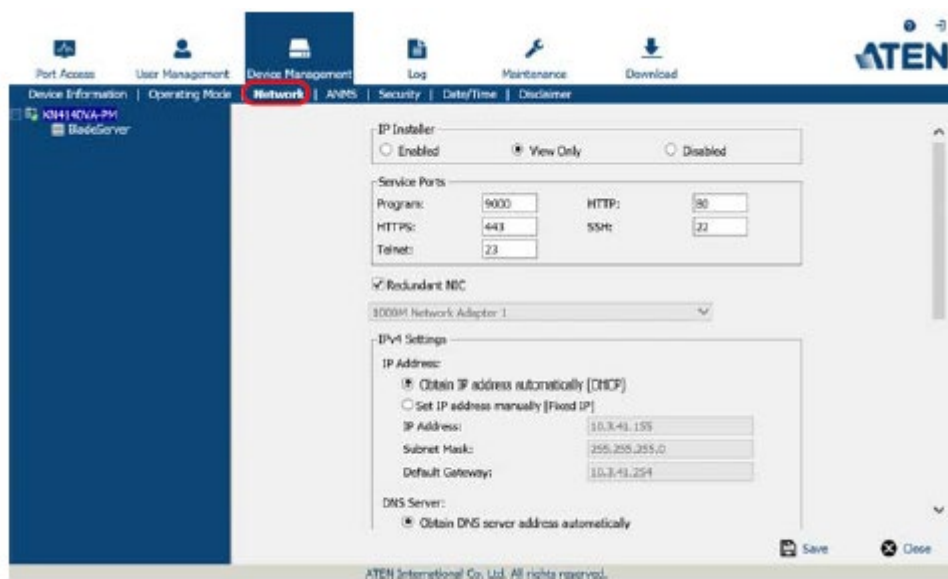 ATEN
Port Access User Management Device Management Log Maintenance Download
Device Information | Operating Mode | Network | ANMS | Security | Date/Time | Disclaimer
KN4140VA-PM
BladeServer
IP Installer
Enabled View Only Disabled
Service Ports
Program: 9000 HTTP: 80
HTTPS: 443 SSH: 22
Telnet: 23
Redundant NIC
1000M Network Adapter 1
IPv4 Settings
IP Address:
Obtain IP address automatically [DHCP]
Set IP address manually [Fixed IP]
IP Address: 10.3.41.155
Subnet Mask: 255.255.255.0
Default Gateway: 10.3.41.254
DNS Server:
Obtain DNS server address automatically
Save Close
ATEN International Co. Ltd. All rights reserved.